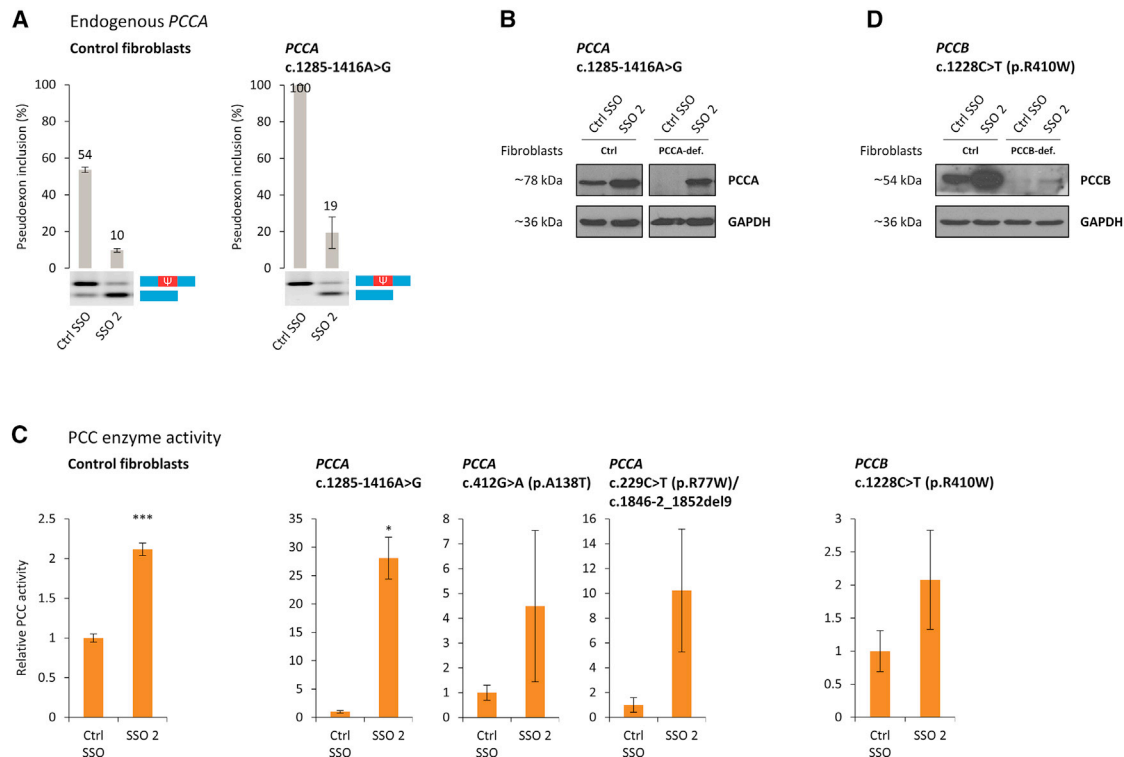 A
Endogenous PCCA
Control fibroblasts
Pseudoexon inclusion (%)
100
80
60
40
20
0
54
10
Ψ
Ctrl SSO
SSO 2
PCCA
c.1285-1416A>G
Pseudoexon inclusion (%)
100
80
60
40
20
0
100
19
Ψ
Ctrl SSO
SSO 2
B
PCCA
c.1285-1416A>G
Ctrl SSO
SSO 2
Ctrl SSO
SSO 2
Fibroblasts
Ctrl
PCCA-def.
~78 kDa
PCCA
~36 kDa
GAPDH
D
PCCB
c.1228C>T (p.R410W)
Ctrl SSO
SSO 2
Ctrl SSO
SSO 2
Fibroblasts
Ctrl
PCCB-def.
~54 kDa
PCCB
~36 kDa
GAPDH
C
PCC enzyme activity
Control fibroblasts
Relative PCC activity
2.5
2
1.5
1
0.5
0
***
Ctrl
SSO
SSO 2
PCCA
c.1285-1416A>G
35
30
25
20
15
10
5
0
*
Ctrl
SSO
SSO 2
PCCA
c.412G>A (p.A138T)
8
7
6
5
4
3
2
1
0
Ctrl
SSO
SSO 2
PCCA
c.229C>T (p.R77W)/
c.1846-2_1852del9
16
14
12
10
8
6
4
2
0
Ctrl
SSO
SSO 2
PCCB
c.1228C>T (p.R410W)
3
2.5
2
1.5
1
0.5
0
Ctrl
SSO
SSO 2